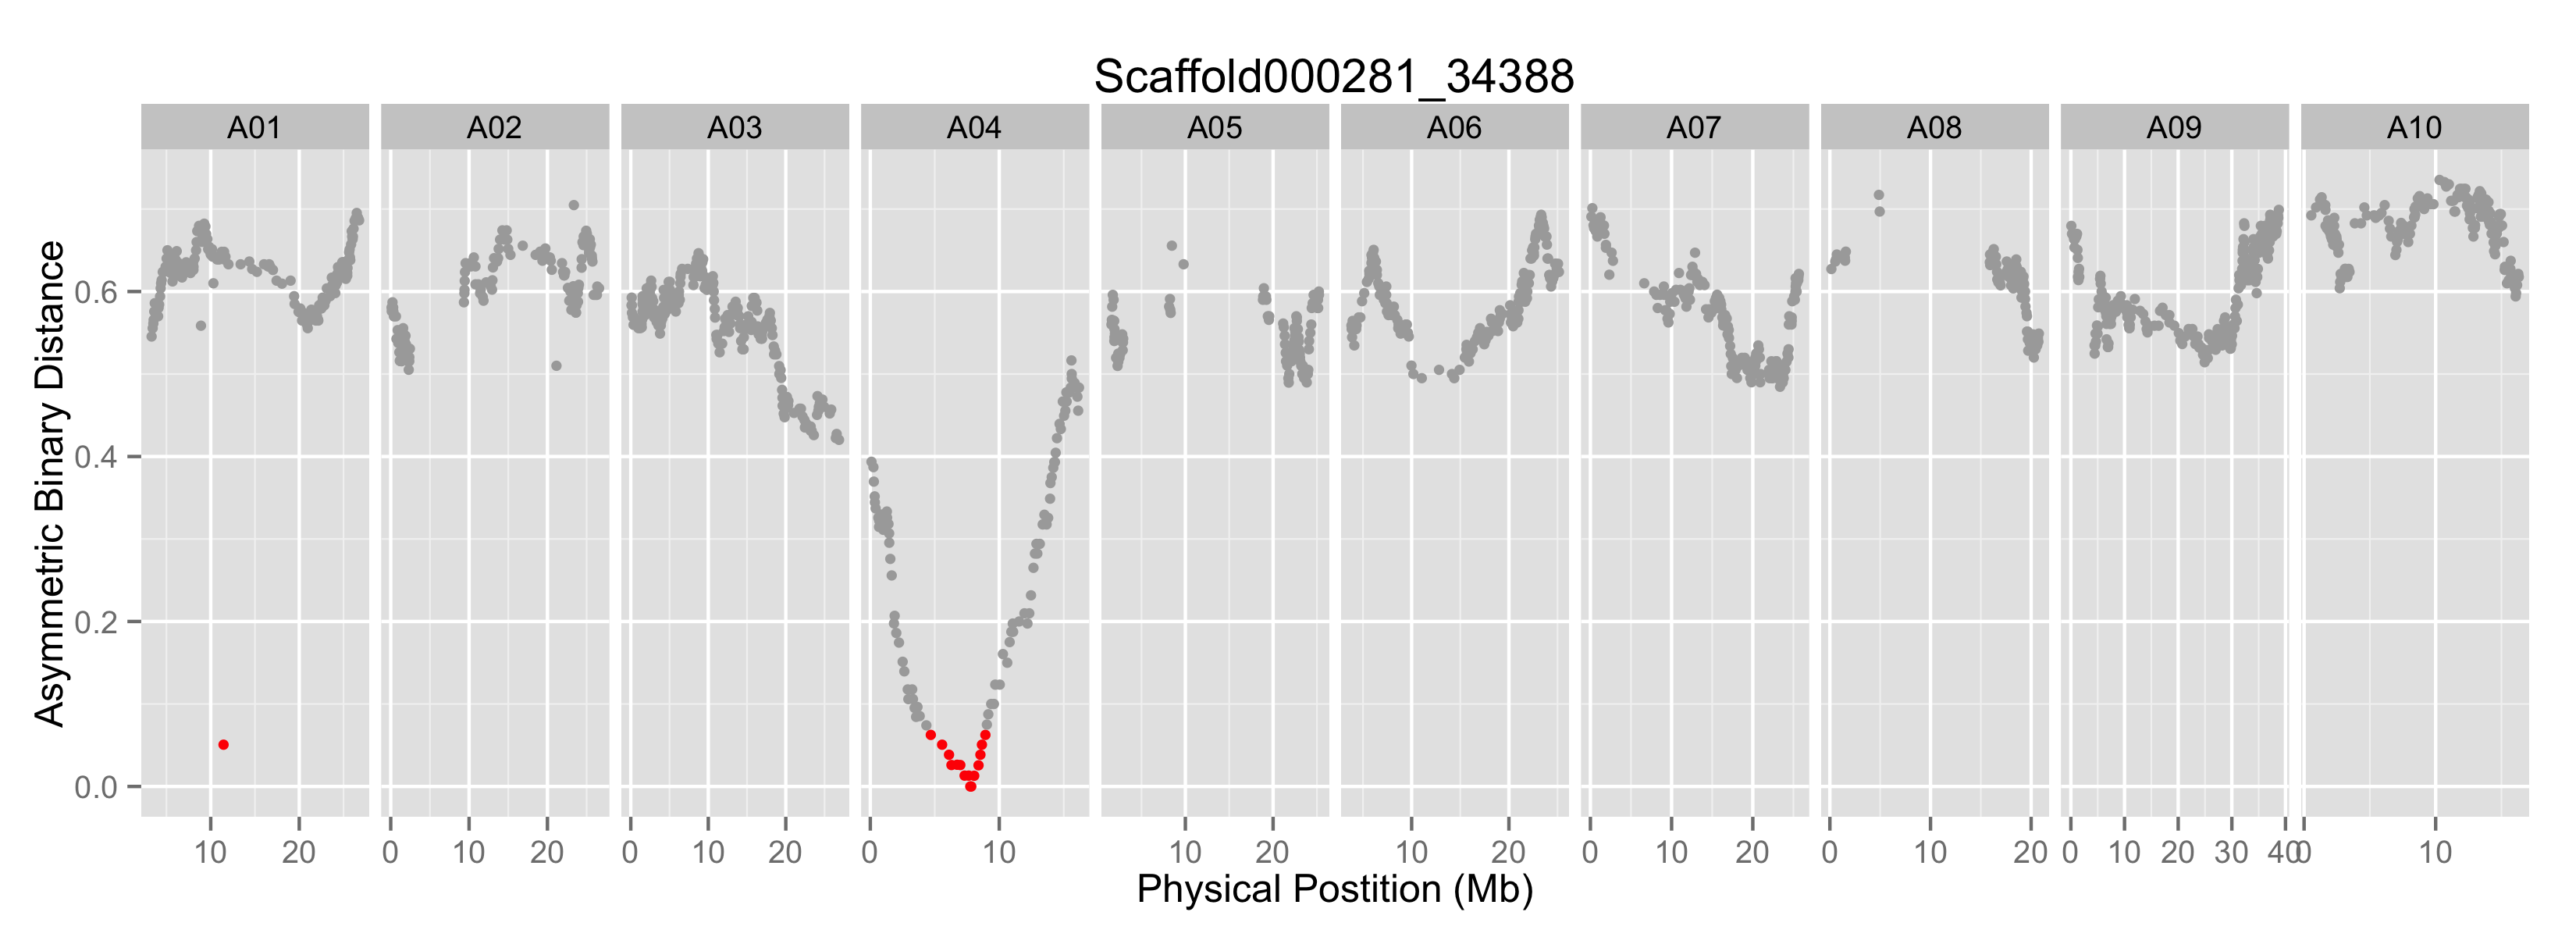 Scaffold000281_34388
A01 A02 A03 A04 A05 A06 A07 A08 A09 A10
Asymmetric Binary Distance
0.6
0.4
0.2
0.0
10 20 0 10 20 0 10 20 0 10 10 20 10 20 0 10 20 0 10 20 0 10 20 30 40 0 10
Physical Postition (Mb)